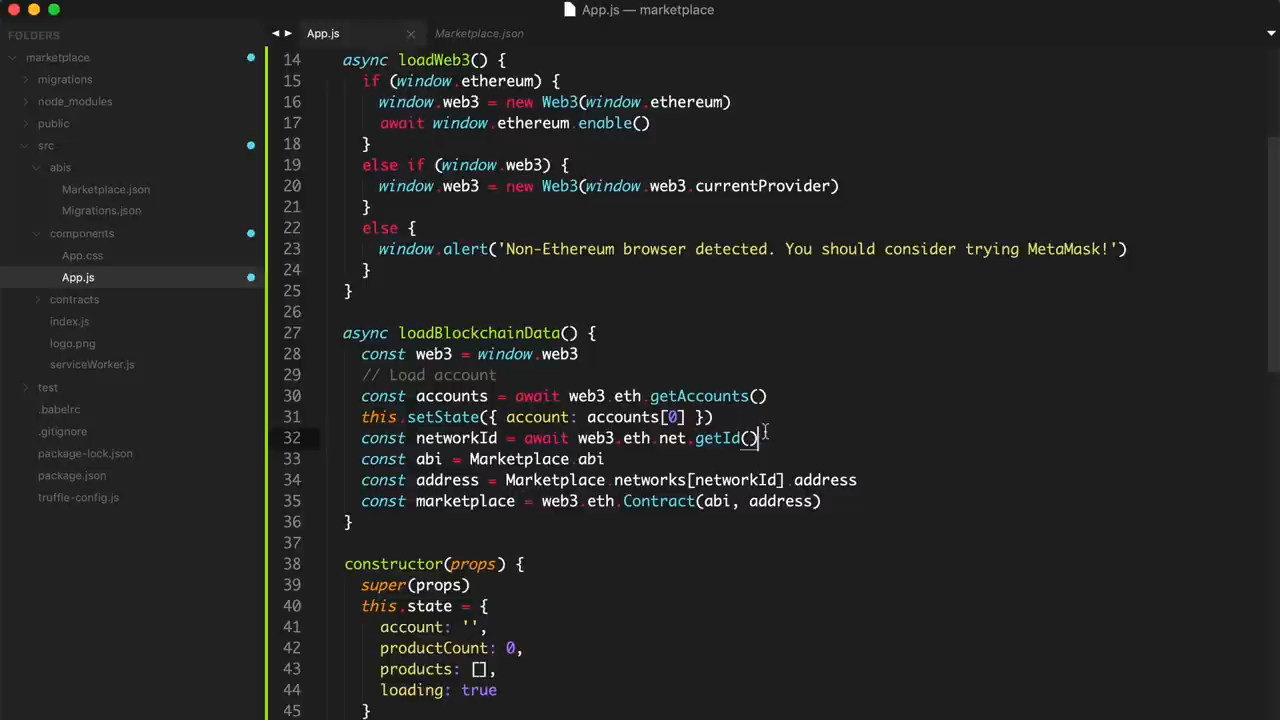 App.js — marketplace
FOLDERS
marketplace
migrations
node_modules
public
src
abis
Marketplace.json
Migrations.json
components
App.css
App.js
contracts
index.js
logo.png
serviceWorker.js
test
.babelrc
.gitignore
package-lock.json
package.json
truffle-config.js
App.js
Marketplace.json
14 async loadWeb3() {
15 if (window.ethereum) {
16 window.web3 = new Web3(window.ethereum)
17 await window.ethereum.enable()
18 }
19 else if (window.web3) {
20 window.web3 = new Web3(window.web3.currentProvider)
21 }
22 else {
23 window.alert('Non-Ethereum browser detected. You should consider trying MetaMask!')
24 }
25 }
26
27 async loadBlockchainData() {
28 const web3 = window.web3
29 // Load account
30 const accounts = await web3.eth.getAccounts()
31 this.setState({ account: accounts[0] })
32 const networkId = await web3.eth.net.getId()
33 const abi = Marketplace.abi
34 const address = Marketplace.networks[networkId].address
35 const marketplace = web3.eth.Contract(abi, address)
36 }
37
38 constructor(props) {
39 super(props)
40 this.state = {
41 account: '',
42 productCount: 0,
43 products: [],
44 loading: true
45 }